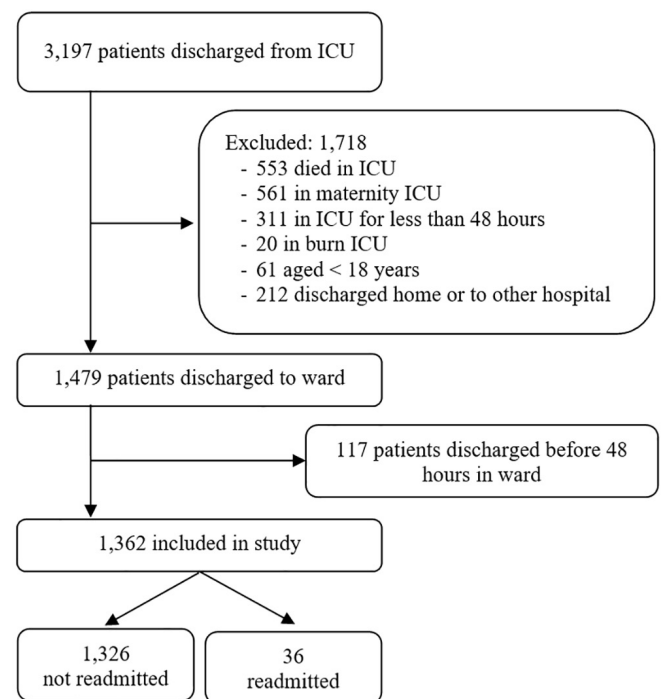 3,197 patients discharged from ICU
Excluded: 1,718
- 553 died in ICU
- 561 in maternity ICU
- 311 in ICU for less than 48 hours
- 20 in burn ICU
- 61 aged < 18 years
- 212 discharged home or to other hospital
1,479 patients discharged to ward
117 patients discharged before 48
hours in ward
1,362 included in study
1,326
not readmitted
36
readmitted